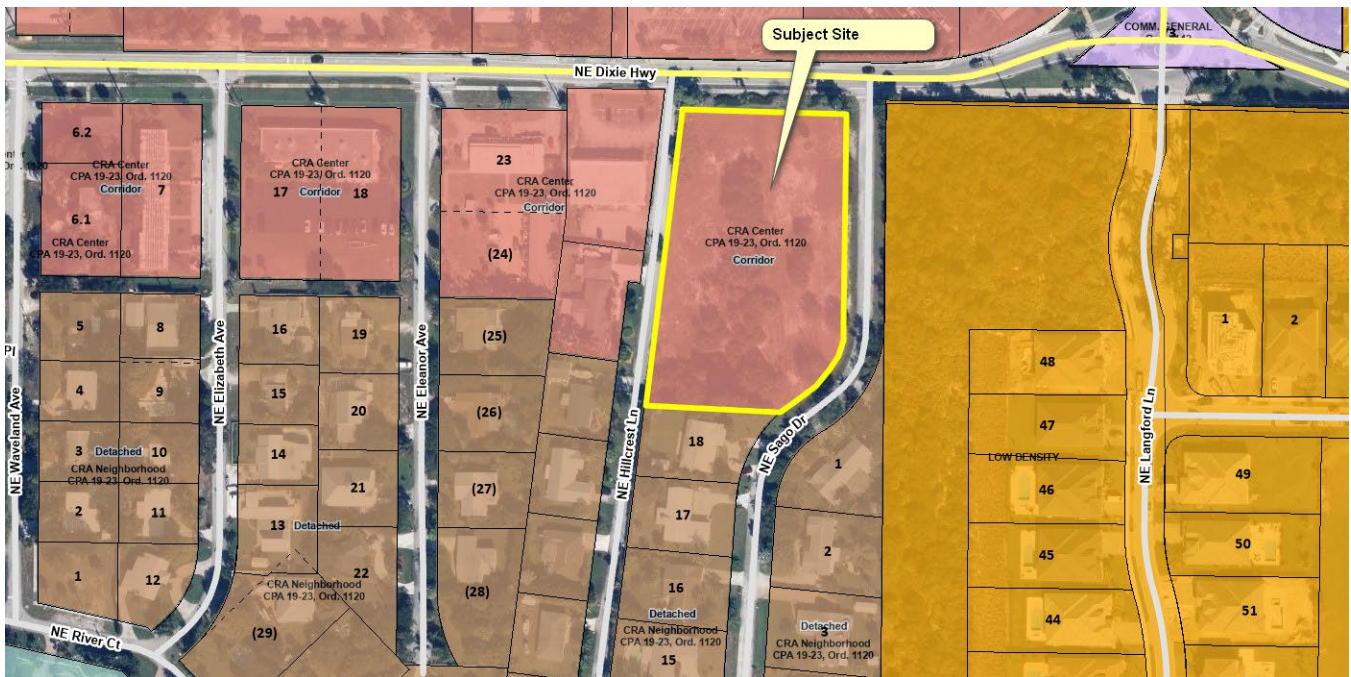 COMM. GENERAL
3
Subject Site
NE Dixie Hwy
6.2
CRA Center
CPA 19-23, Ord. 1120
Corridor
7
6.1
CRA Center
CPA 19-23, Ord. 1120
CRA Center
CPA 19-23, Ord. 1120
17
Corridor
18
23
CRA Center
CPA 19-23, Ord. 1120
Corridor
(24)
CRA Center
CPA 19-23, Ord. 1120
Corridor
5
8
4
9
3
Detached
10
CRA Neighborhood
CPA 19-23, Ord. 1120
2
11
1
12
16
19
15
20
14
21
13
Detached
22
CRA Neighborhood
CPA 19-23, Ord. 1120
(29)
(25)
(26)
(27)
(28)
18
17
16
Detached
CRA Neighborhood
CPA 19-23, Ord. 1120
15
1
2
Detached
3
CRA Neighborhood
CPA 19-23, Ord. 1120
48
47
LOW DENSITY
46
45
44
1
2
49
50
51
NE Waveland Ave
NE Elizabeth Ave
NE Eleanor Ave
NE Hillcrest Ln
NE Sago Dr
NE Langford Ln
NE River Ct
Pl